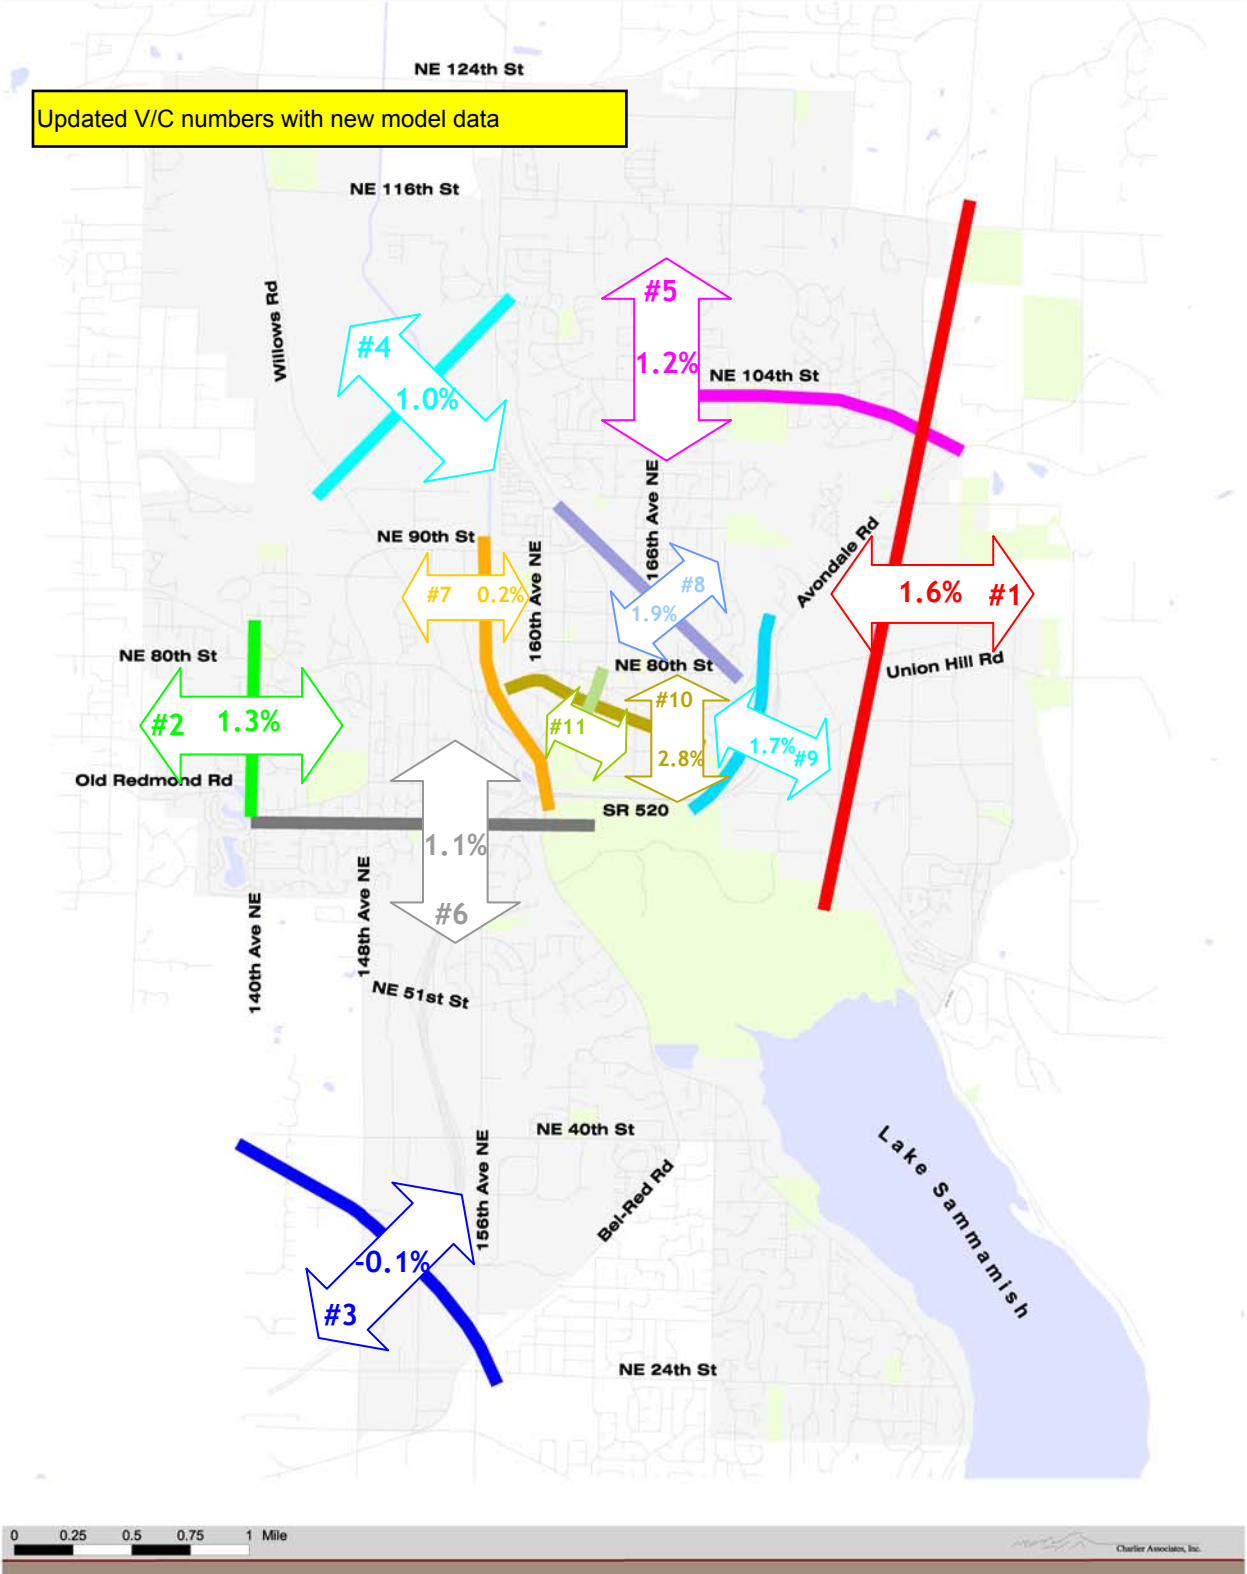 NE 124th St
Updated V/C numbers with new model data
NE 116th St
Willows Rd
#5
1.2%
#4
1.0%
NE 104th St
166th Ave NE
NE 90th St
160th Ave NE
Avondale Rd
#7 0.2%
#8
1.9%
1.6% #1
NE 80th St
NE 80th St
Union Hill Rd
#2 1.3%
#10
2.8%
#11
1.7% #9
Old Redmond Rd
SR 520
1.1%
#6
148th Ave NE
140th Ave NE
NE 51st St
NE 40th St
156th Ave NE
Bel-Red Rd
Lake Sammamish
-0.1%
#3
NE 24th St
0 0.25 0.5 0.75 1 Mile
Charlier Associates, Inc.